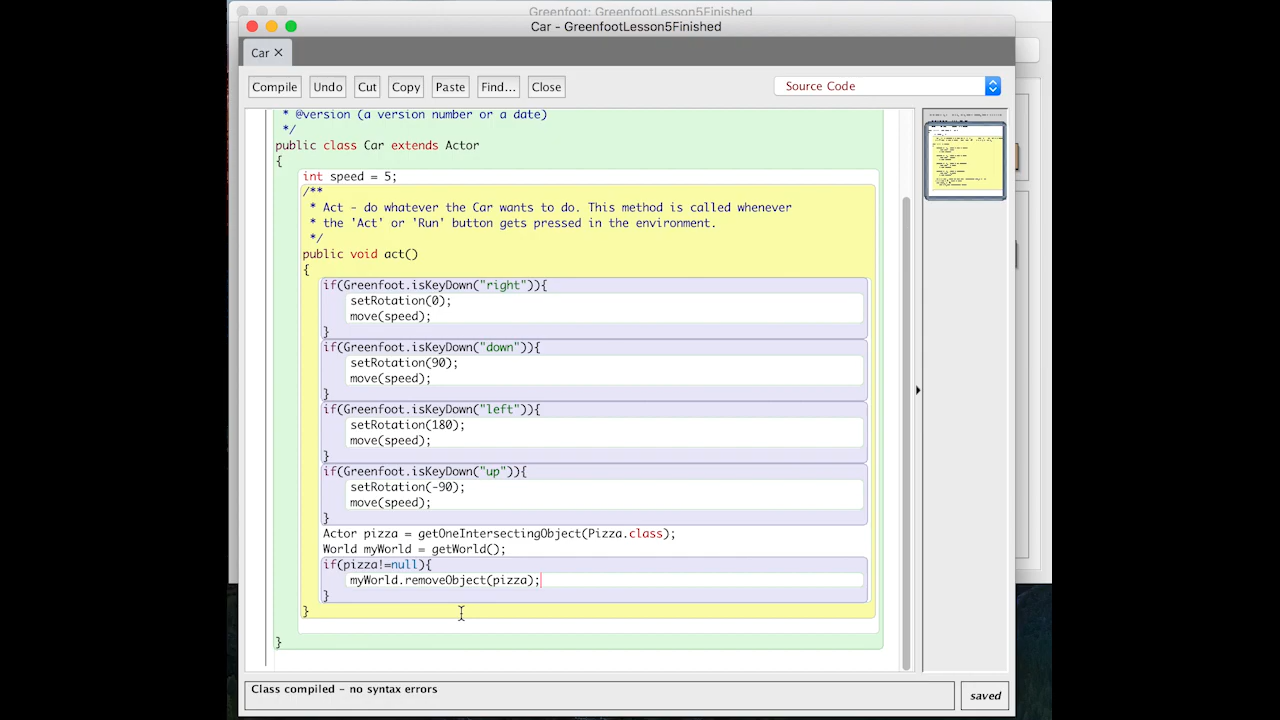 Greenfoot: GreenfootLesson5Finished
Car - GreenfootLesson5Finished
Car ✕
Compile Undo Cut Copy Paste Find... Close Source Code
* @version (a version number or a date)
*/
public class Car extends Actor
{
int speed = 5;
/**
* Act - do whatever the Car wants to do. This method is called whenever
* the 'Act' or 'Run' button gets pressed in the environment.
*/
public void act()
{
if(Greenfoot.isKeyDown("right")){
setRotation(0);
move(speed);
}
if(Greenfoot.isKeyDown("down")){
setRotation(90);
move(speed);
}
if(Greenfoot.isKeyDown("left")){
setRotation(180);
move(speed);
}
if(Greenfoot.isKeyDown("up")){
setRotation(-90);
move(speed);
}
Actor pizza = getOneIntersectingObject(Pizza.class);
World myWorld = getWorld();
if(pizza!=null){
myWorld.removeObject(pizza);
}
}
}
Class compiled - no syntax errors
saved